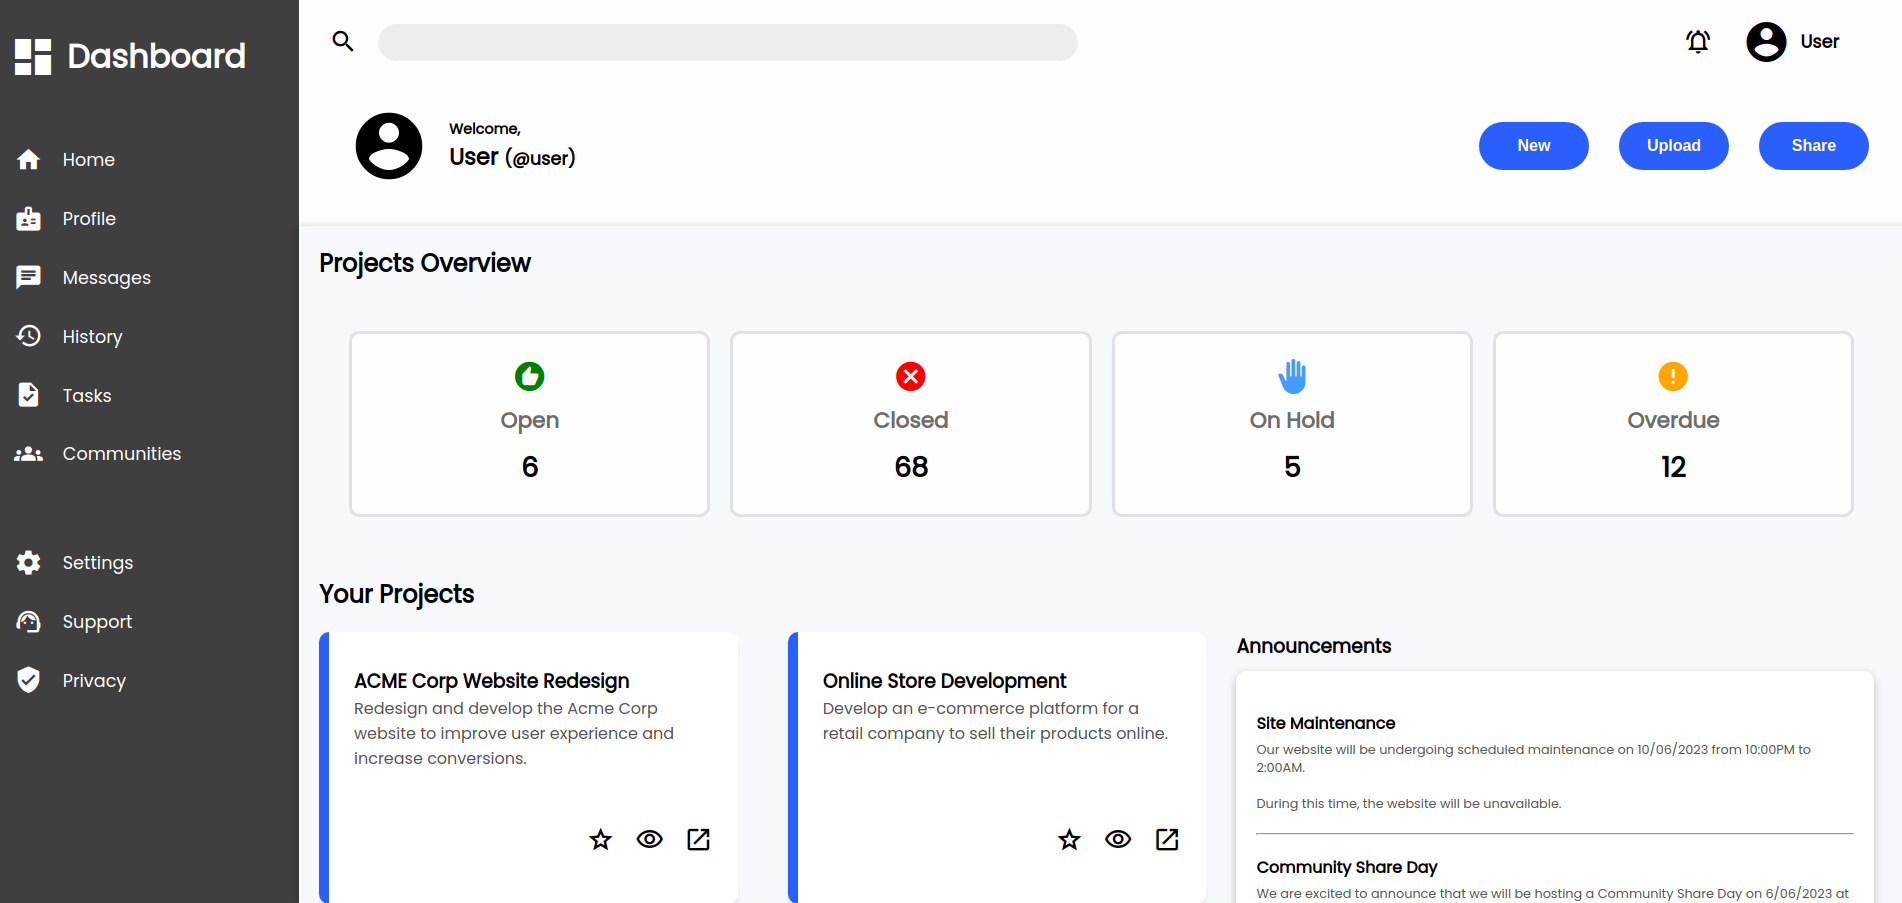 Dashboard
Home
Profile
Messages
History
Tasks
Communities
Settings
Support
Privacy
User
Welcome,
User (@user)
New
Upload
Share
Projects Overview
Open
6
Closed
68
On Hold
5
Overdue
12
Your Projects
ACME Corp Website Redesign
Redesign and develop the Acme Corp
website to improve user experience and
increase conversions.
Online Store Development
Develop an e-commerce platform for a
retail company to sell their products online.
Announcements
Site Maintenance
Our website will be undergoing scheduled maintenance on 10/06/2023 from 10:00PM to
2:00AM.
During this time, the website will be unavailable.
Community Share Day
We are excited to announce that we will be hosting a Community Share Day on 6/06/2023 at